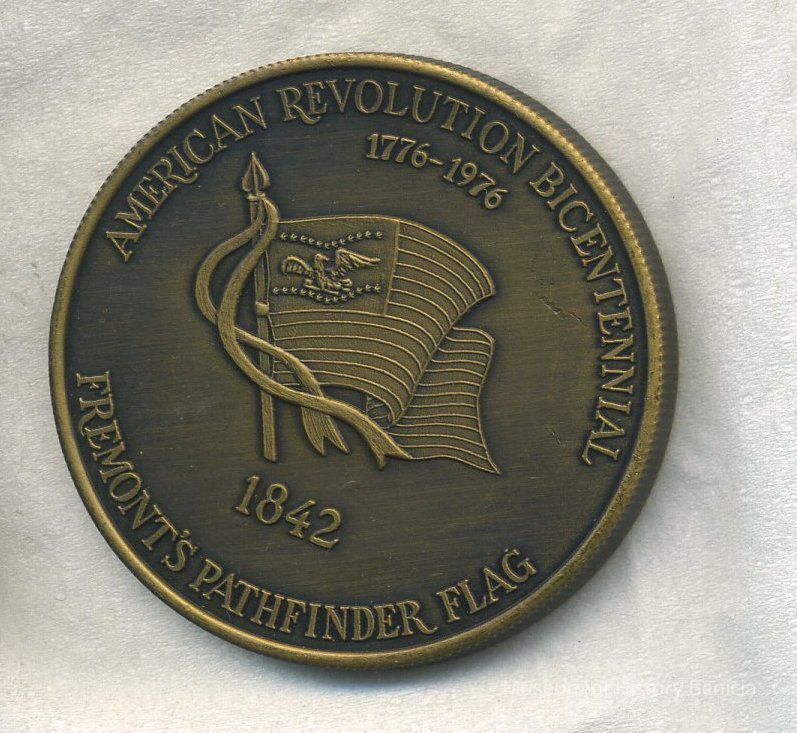 AMERICAN REVOLUTION BICENTENNIAL
1776-1976
1842
FREMONT'S PATHFINDER FLAG
Museum of History Benicia